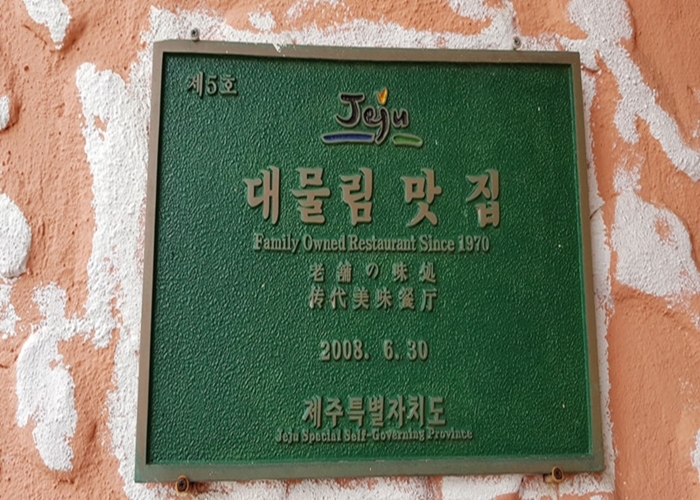 제5호
Jeju
대물림 맛 집
Family Owned Restaurant Since 1970
老舗の味処
传代美味餐厅
2008. 6. 30
제주특별자치도
Jeju Special Self-Governing Province